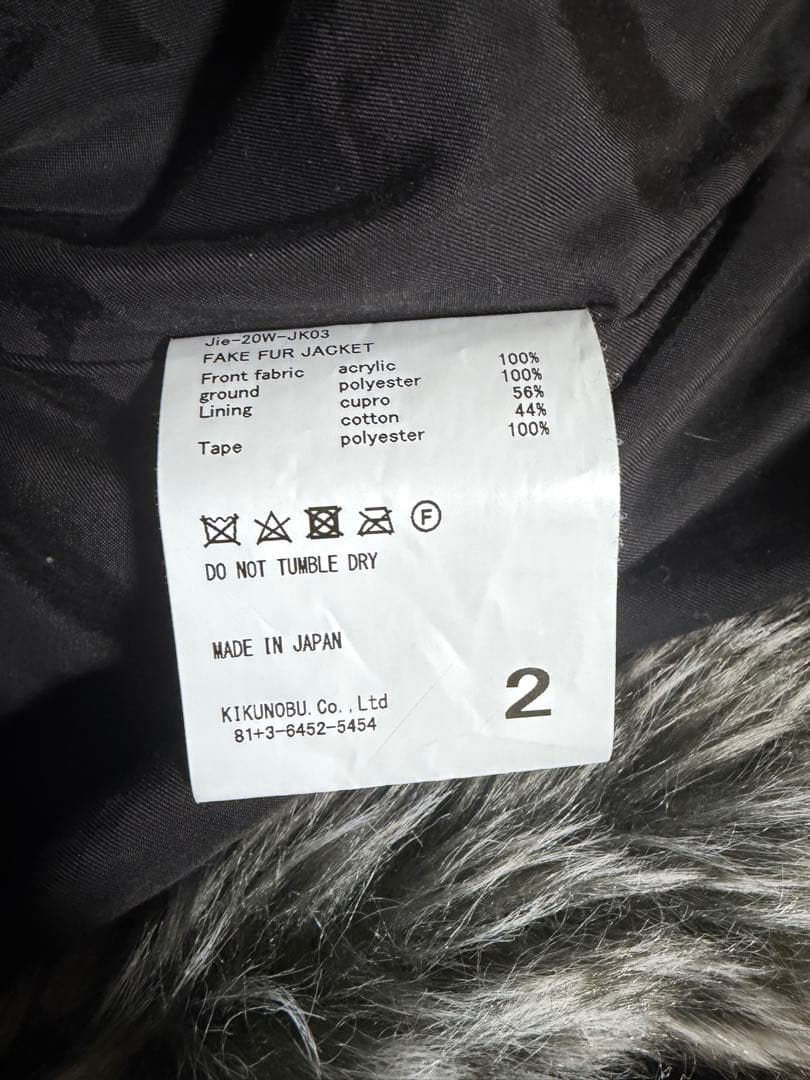 Jie-20W-JK03
FAKE FUR JACKET
Front fabric acrylic 100%
ground polyester 100%
Lining cupro 56%
cotton 44%
Tape polyester 100%
F
DO NOT TUMBLE DRY
MADE IN JAPAN
2
KIKUNOBU.Co.,Ltd
81+3-6452-5454